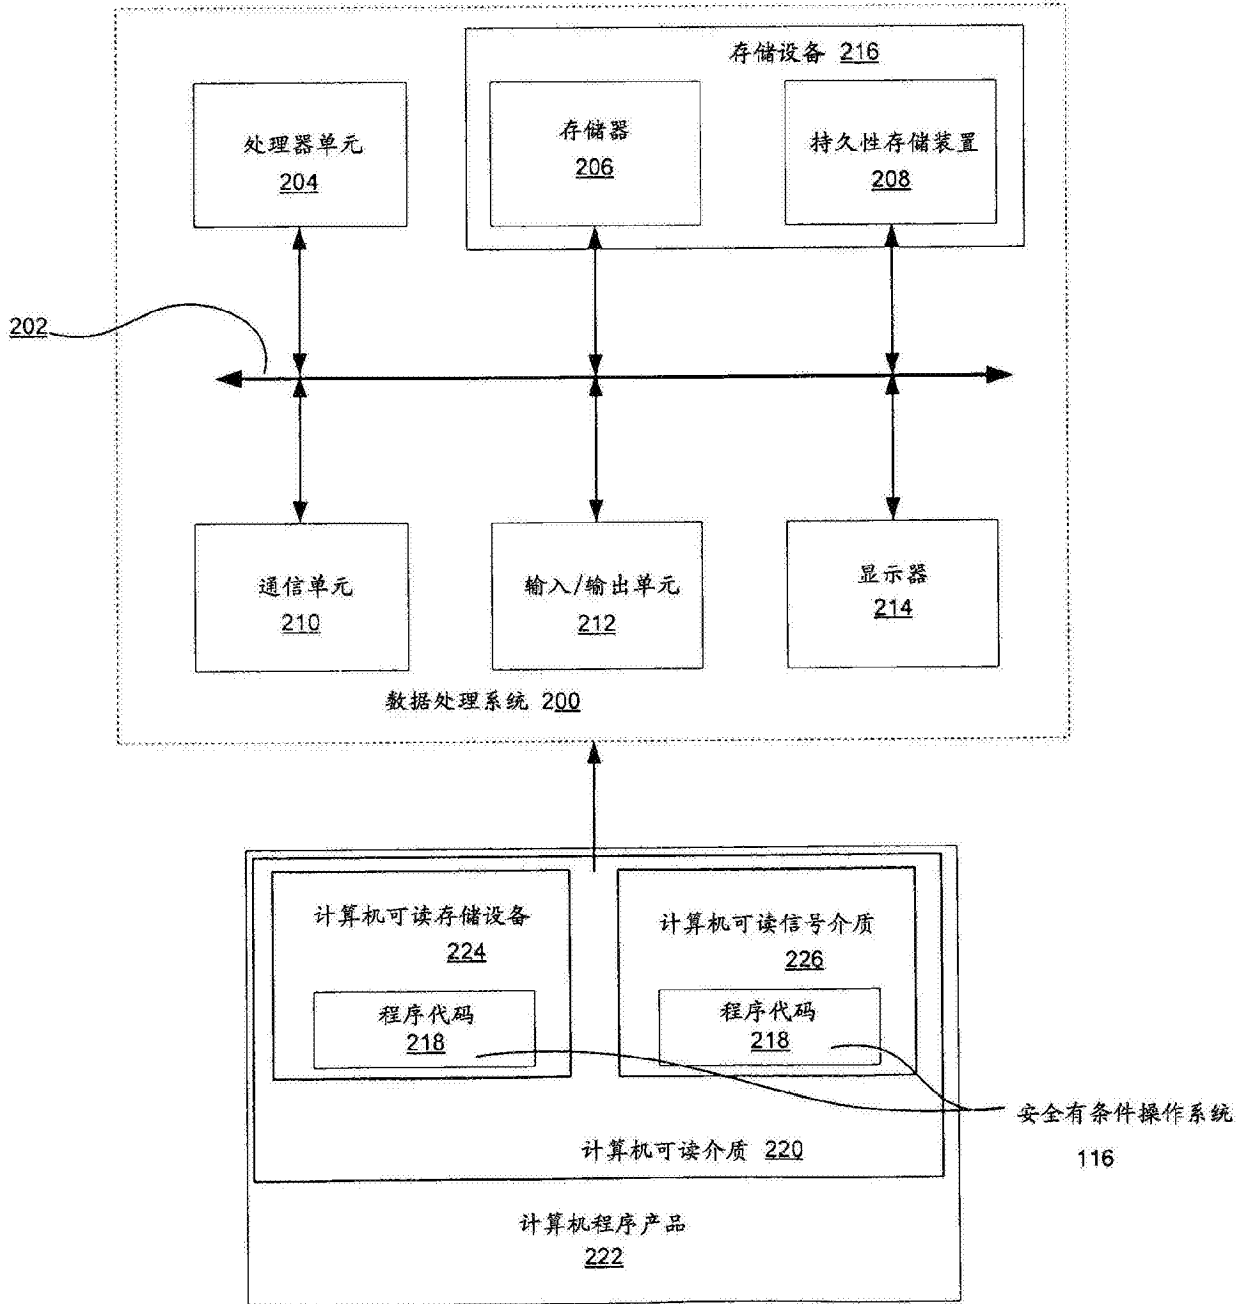 存储设备 216
处理器单元
204
存储器
206
持久性存储装置
208
202
通信单元
210
输入/输出单元
212
显示器
214
数据处理系统 200
计算机可读存储设备
224
程序代码
218
计算机可读信号介质
226
程序代码
218
安全有条件操作系统
116
计算机可读介质 220
计算机程序产品
222